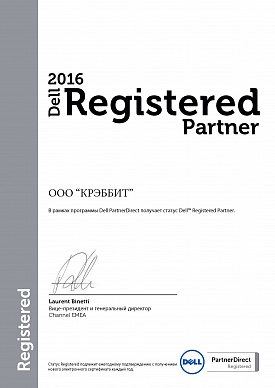 2016
Dell Registered
Partner
ООО "КРЭББИТ"
В рамках программы Dell PartnerDirect получает статус Dell™ Registered Partner.
Laurent Binetti
Вице-президент и генеральный директор
Channel EMEA
Registered
Статус Registered подлежит ежегодному подтверждению с получением
нового электронного сертификата каждый год.
DELL
PartnerDirect
Registered